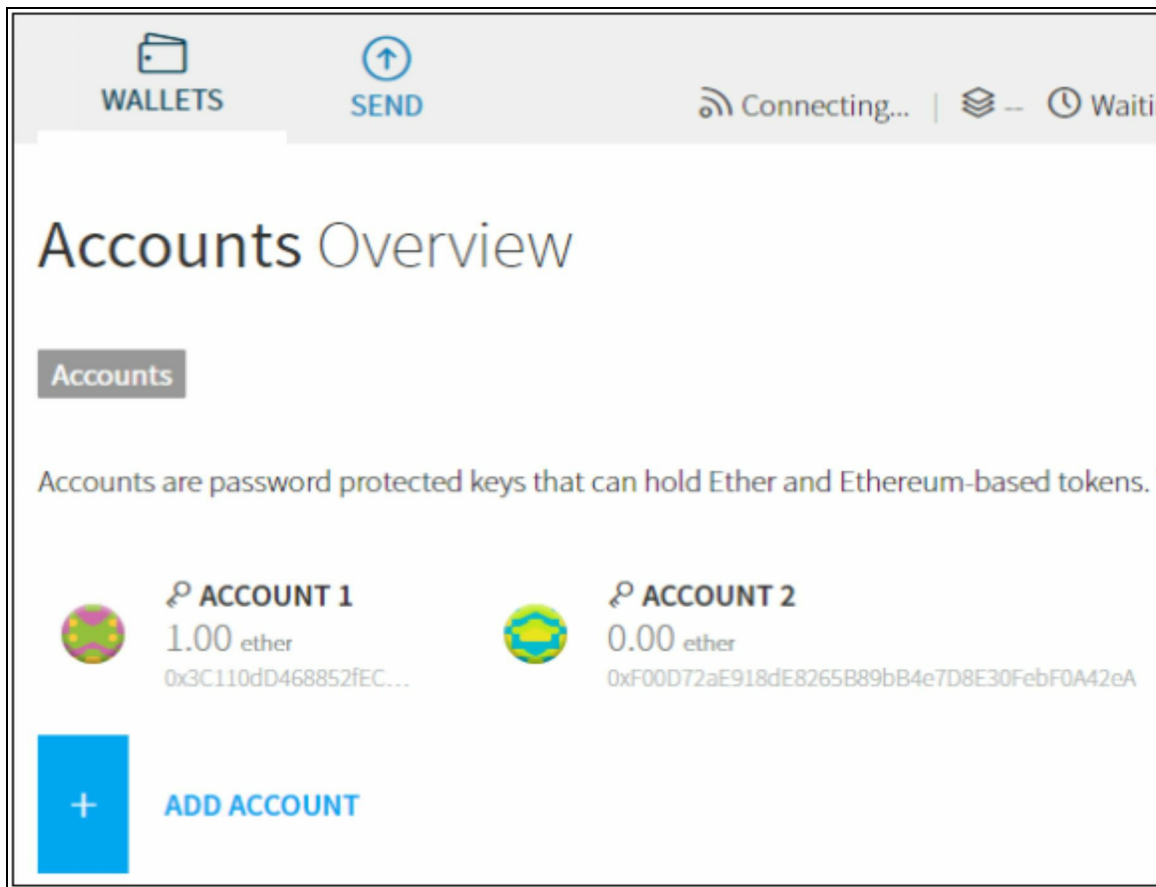 WALLETS SEND Connecting... | -- Waiti
Accounts Overview
Accounts
Accounts are password protected keys that can hold Ether and Ethereum-based tokens.
ACCOUNT 1 ACCOUNT 2
1.00 ether 0.00 ether
0x3C110dD468852fEC... 0xF00D72aE918dE8265B89bB4e7D8E30FebF0A42eA
+ ADD ACCOUNT